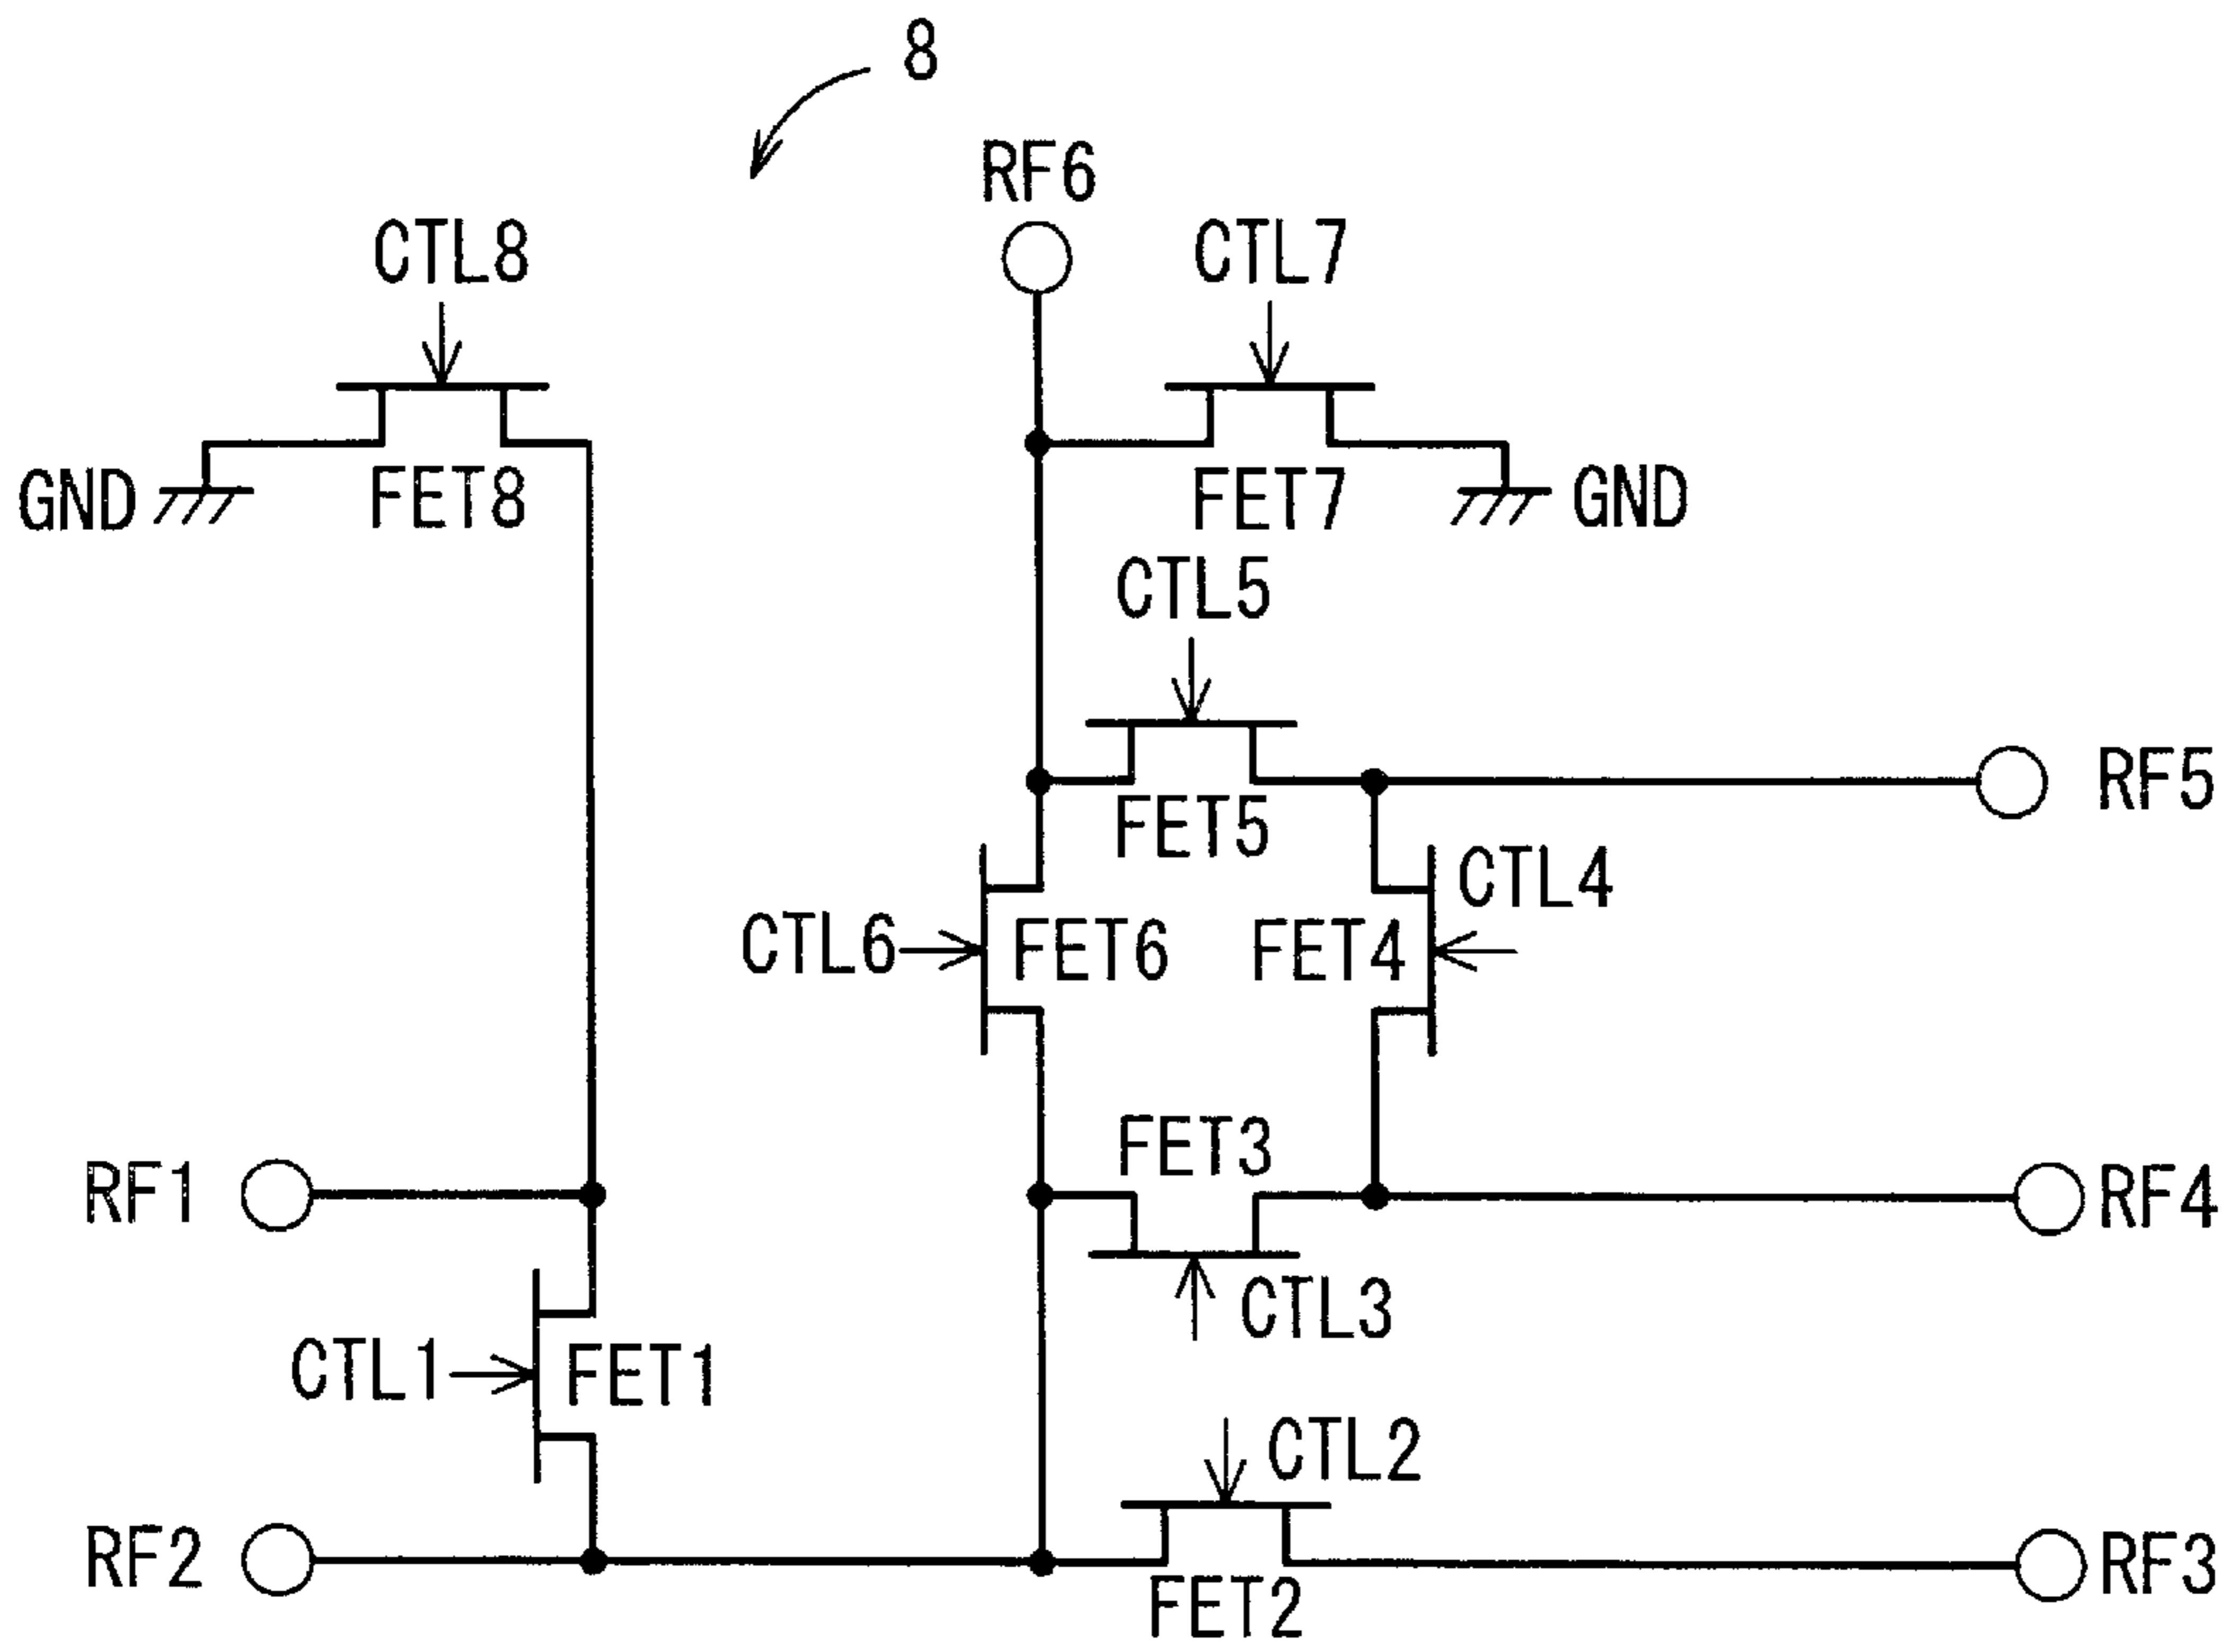 8
RF6
CTL8
CTL7
GND
FET8
FET7
GND
CTL5
RF5
FET5
CTL4
CTL6
FET6
FET4
FET3
RF1
RF4
CTL3
CTL1
FET1
CTL2
RF2
RF3
FET2